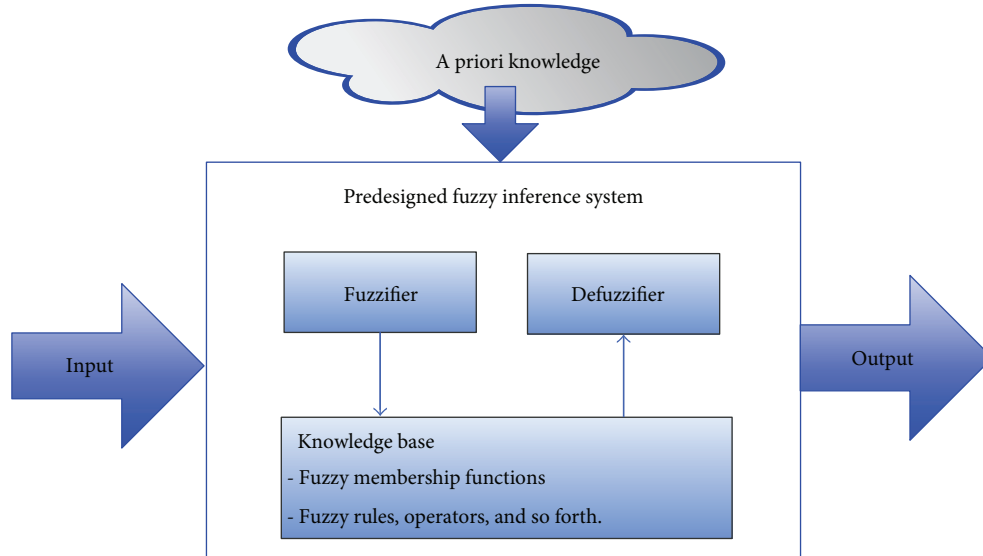 A priori knowledge
Predesigned fuzzy inference system
Fuzzifier
Defuzzifier
Input
Output
Knowledge base
- Fuzzy membership functions
- Fuzzy rules, operators, and so forth.